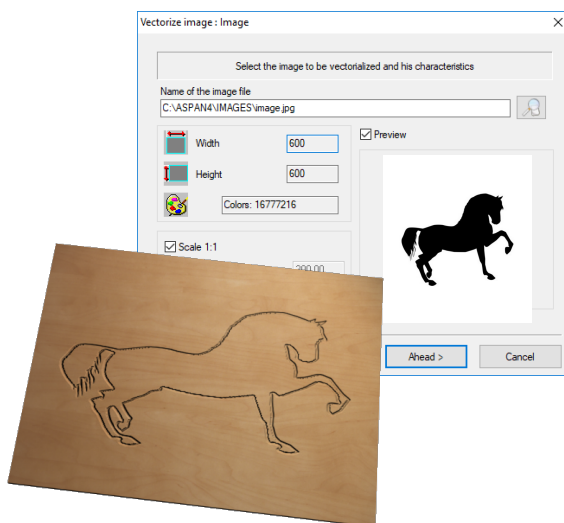 Vectorize image : Image
Select the image to be vectorialized and his characteristics
Name of the image file
C:\ASPAN4\IMAGES\image.jpg
Width
600
Preview
Height
600
Colors: 16777216
Scale 1:1
Ahead >
Cancel